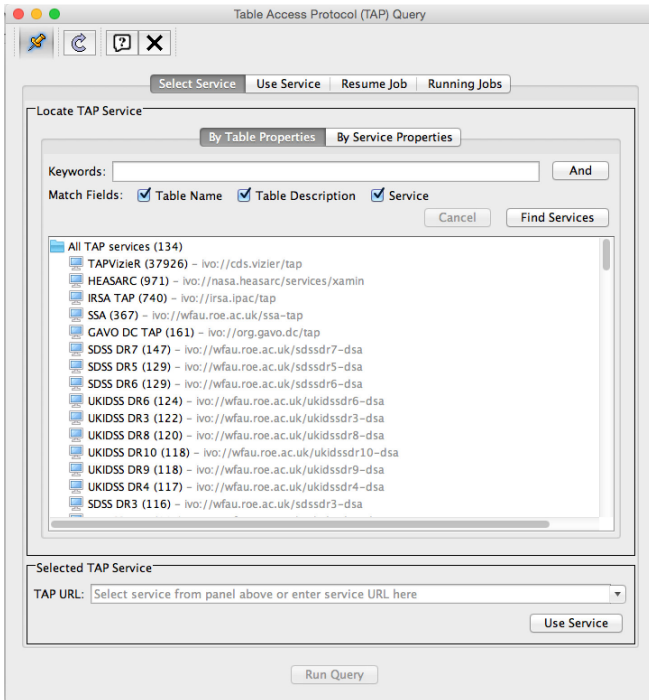 Table Access Protocol (TAP) Query
Select Service Use Service Resume Job Running Jobs
Locate TAP Service
By Table Properties By Service Properties
Keywords: And
Match Fields: Table Name Table Description Service
Cancel Find Services
All TAP services (134)
TAPVizieR (37926) – ivo://cds.vizier/tap
HEASARC (971) – ivo://nasa.heasarc/services/xamin
IRSA TAP (740) – ivo://irsa.ipac/tap
SSA (367) – ivo://wfau.roe.ac.uk/ssa-tap
GAVO DC TAP (161) – ivo://org.gavo.dc/tap
SDSS DR7 (147) – ivo://wfau.roe.ac.uk/sdssdr7-dsa
SDSS DR5 (129) – ivo://wfau.roe.ac.uk/sdssdr5-dsa
SDSS DR6 (129) – ivo://wfau.roe.ac.uk/sdssdr6-dsa
UKIDSS DR6 (124) – ivo://wfau.roe.ac.uk/ukidssdr6-dsa
UKIDSS DR3 (122) – ivo://wfau.roe.ac.uk/ukidssdr3-dsa
UKIDSS DR8 (120) – ivo://wfau.roe.ac.uk/ukidssdr8-dsa
UKIDSS DR10 (118) – ivo://wfau.roe.ac.uk/ukidssdr10-dsa
UKIDSS DR9 (118) – ivo://wfau.roe.ac.uk/ukidssdr9-dsa
UKIDSS DR4 (117) – ivo://wfau.roe.ac.uk/ukidssdr4-dsa
SDSS DR3 (116) – ivo://wfau.roe.ac.uk/sdssdr3-dsa
Selected TAP Service
TAP URL: Select service from panel above or enter service URL here
Use Service
Run Query